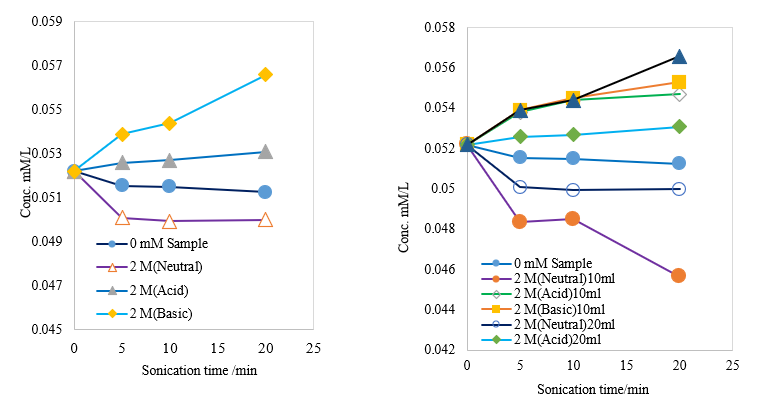 0.059
0.057
0.055
0.053
0.051
0.049
0.047
0.045
Conc. mM/L
0 mM Sample
2 M(Neutral)
2 M(Acid)
2 M(Basic)
0 5 10 15 20 25
Sonication time /min
0.058
0.056
0.054
0.052
0.05
0.048
0.046
0.044
0.042
Conc. mM/L
0 mM Sample
2 M(Neutral)10ml
2 M(Acid)10ml
2 M(Basic)10ml
2 M(Neutral)20ml
2 M(Acid)20ml
0 5 10 15 20 25
Sonication time/min